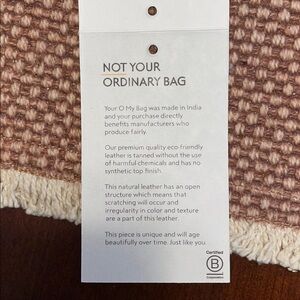 NOT YOUR
ORDINARY BAG
Your O My Bag was made in India
and your purchase directly
benefits manufacturers who
produce fairly.
Our premium quality eco-friendly
leather is tanned without the use
of harmful chemicals and has no
synthetic top finish.
This natural leather has an open
structure which means that
scratching will occur and
irregularity in color and texture
are a part of this leather.
This piece is unique and will age
beautifully over time. Just like you.
Certified
B
Corporation